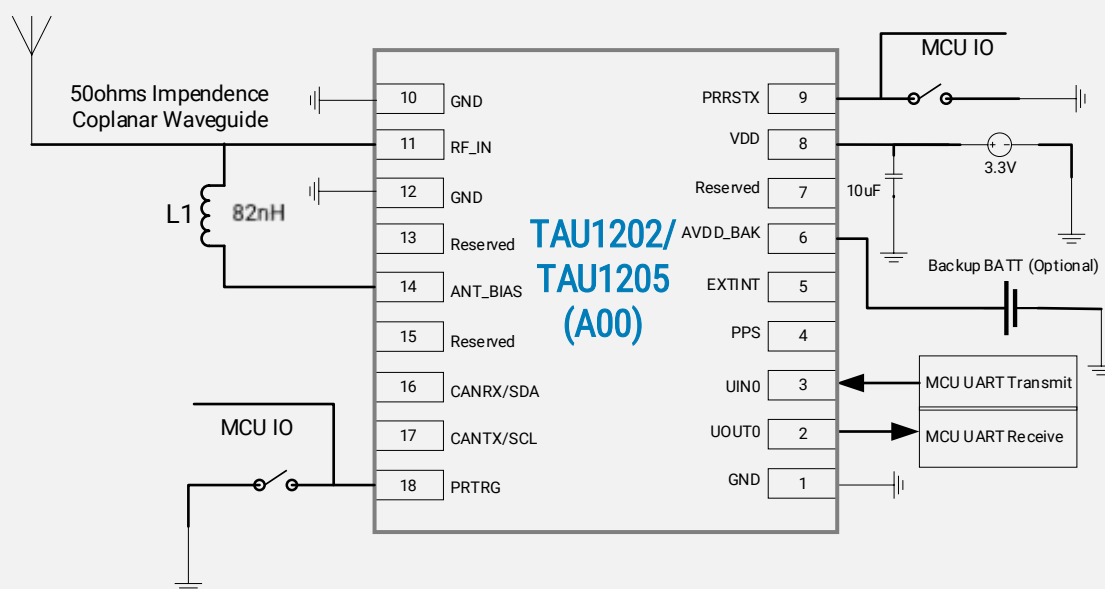 MCU IO
50ohms Impendence
Coplanar Waveguide
10 GND
11 RF_IN
12 GND
13 Reserved
14 ANT_BIAS
15 Reserved
16 CANRX/SDA
17 CANTX/SCL
18 PRTRG
L1 82nH
MCU IO
TAU1202/
TAU1205
(A00)
PRRSTX 9
VDD 8
Reserved 7
AVDD_BAK 6
EXTINT 5
PPS 4
UIN0 3
UOUT0 2
GND 1
3.3V
10uF
Backup BATT (Optional)
MCU UART Transmit
MCU UART Receive